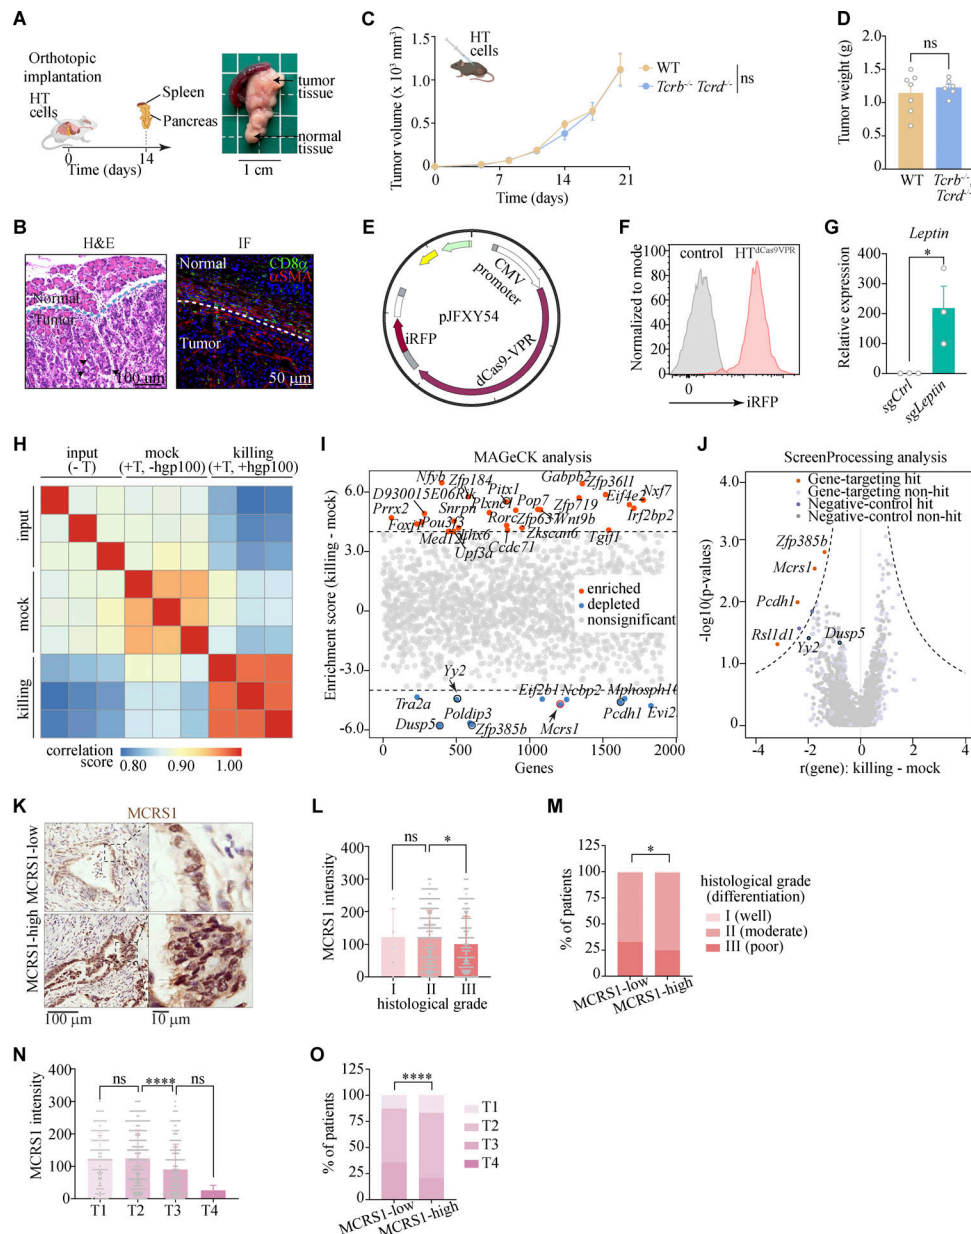 A
Orthotopic
implantation
HT
cells
Spleen
Pancreas
0
14
Time (days)
tumor
tissue
normal
tissue
1 cm
B
H&E
IF
Normal
Tumor
100 μm
Normal
CD8α
αSMA
DAPI
Tumor
50 μm
C
Tumor volume (x 10³ mm³)
1.5
1.0
0.5
0
0
7
14
21
Time (days)
HT
cells
WT
Tcrb⁻/⁻ Tcrd⁻/⁻
ns
D
Tumor weight (g)
2.0
1.5
1.0
0.5
0
ns
WT
Tcrb⁻/⁻
Tcrd⁻/⁻
E
CMV
promoter
pJFXY54
iRFP
dCas9-VPR
F
Normalized to mode
100
80
60
40
20
0
control
HTdCas9VPR
0
iRFP
G
Leptin
Relative expression
400
300
200
100
0
*
sgCtrl
sgLeptin
H
input
(- T)
mock
(+T, -hgp100)
killing
(+T, +hgp100)
input
mock
killing
correlation
score
0.80
0.90
1.00
I
MAGeCK analysis
Enrichment score (killing - mock)
6.0
3.0
0
-3.0
-6.0
Nfyb
Zfp184
Gabpb2
Zfp36l1
D930015E06Rik
Pitx1
Eif4e2
Nxf7
Prrx2
Snrpn
Plxne1
Pop7
Zfp719
Foxj1
Pou3f3
Rorc
Zfp637
Wnt9b
Irf2bp2
Med12l
Lhx6
Zkscan6
Tgif1
Upf3a
Ccdc71
enriched
depleted
nonsignificant
Yy2
Tra2a
Eif2b1
Ncbp2
Mphosph10
Dusp5
Poldip3
Zfp385b
Mcrs1
Pcdh1
Evi2
0
500
1000
1500
2000
Genes
J
ScreenProcessing analysis
Gene-targeting hit
Gene-targeting non-hit
Negative-control hit
Negative-control non-hit
-log10(p-values)
4.0
3.0
2.0
1.0
0.0
Zfp385b
Mcrs1
Pcdh1
Rsl1d1
Yy2
Dusp5
-4
-2
0
2
4
r(gene): killing - mock
K
MCRS1
MCRS1-low
MCRS1-high
100 μm
10 μm
L
MCRS1 intensity
400
300
200
100
0
ns
*
I
II
III
histological grade
M
% of patients
125
100
75
50
25
0
*
MCRS1-low
MCRS1-high
histological grade
(differentiation)
I (well)
II (moderate)
III (poor)
N
MCRS1 intensity
400
300
200
100
0
ns
****
ns
T1
T2
T3
T4
O
% of patients
125
100
75
50
25
0
****
MCRS1-low
MCRS1-high
T1
T2
T3
T4